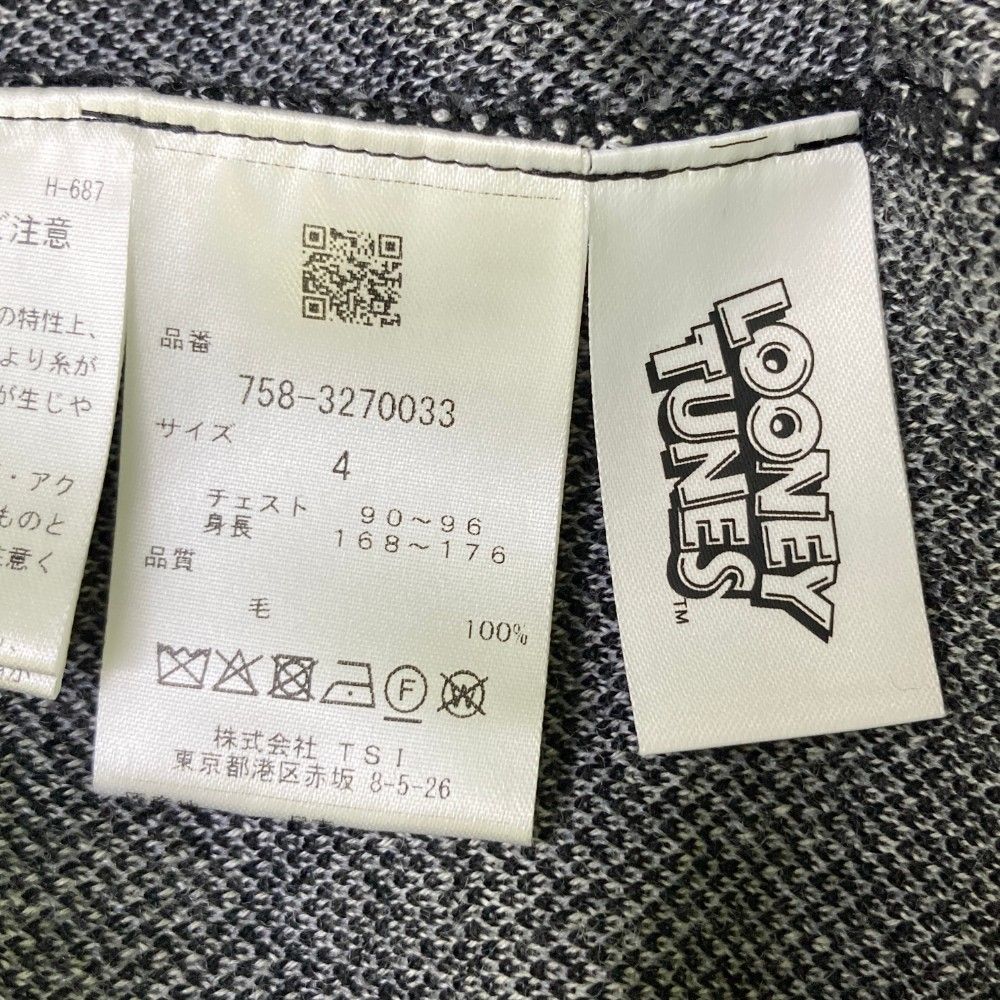 H-687
ご注意
の特性上、
より糸が
が生じや
・アク
ものと
注意く
品番
758-3270033
サイズ
4
チェスト 90～96
身長 168～176
品質
毛 100%
F
W
株式会社 TSI
東京都港区赤坂 8-5-26
LOONEY
TUNES™